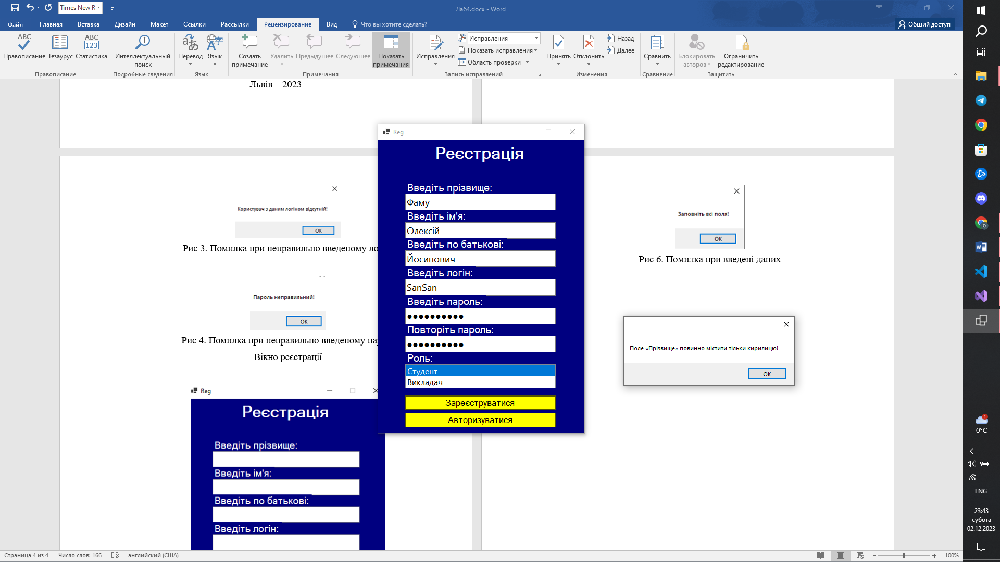 Times New R
Лаб4.docx - Word
Файл
Главная
Вставка
Дизайн
Макет
Ссылки
Рассылки
Рецензирование
Вид
Что вы хотите сделать?
Общий доступ
ABC
Правописание
Тезаурус
ABC
123
Статистика
Правописание
Интеллектуальный
поиск
Подробные сведения
Перевод
Язык
Язык
Создать
примечание
Удалить
Предыдущее
Следующее
Показать
примечания
Примечания
Исправления
Исправления
Показать исправления
Область проверки
Запись исправлений
Принять
Отклонить
Назад
Далее
Изменения
Сравнить
Сравнение
Блокировать
авторов
Ограничить
редактирование
Защитить
Львів – 2023
Користувач з даним логіном відсутній!
OK
Рис 3. Помилка при неправильно введеному ло
Пароль неправильний!
OK
Рис 4. Помилка при неправильно введеному па
Вікно реєстрації
Reg
Реєстрація
Введіть прізвище:
Введіть ім'я:
Введіть по батькові:
Введіть логін:
Reg
Реєстрація
Введіть прізвище:
Фаму
Введіть ім'я:
Олексій
Введіть по батькові:
Йосипович
Введіть логін:
SanSan
Введіть пароль:
●●●●●●●●●●
Повторіть пароль:
●●●●●●●●●●
Роль:
Студент
Викладач
Зареєструватися
Авторизуватися
Заповніть всі поля!
OK
Рис 6. Помилка при введені даних
Поле «Прізвище» повинно містити тільки кирилицю!
OK
1
0°C
ENG
23:43
субота
02.12.2023
Страница 4 из 4
Число слов: 166
английский (США)
100%